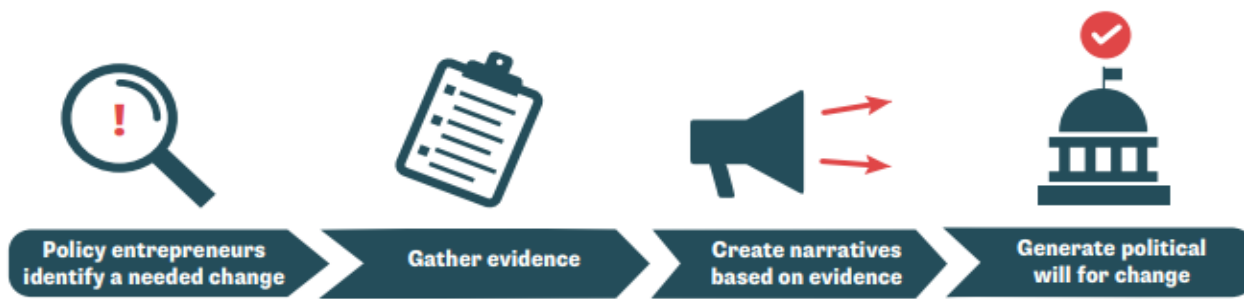 !
Policy entrepreneurs
identify a needed change
Gather evidence
Create narratives
based on evidence
Generate political
will for change